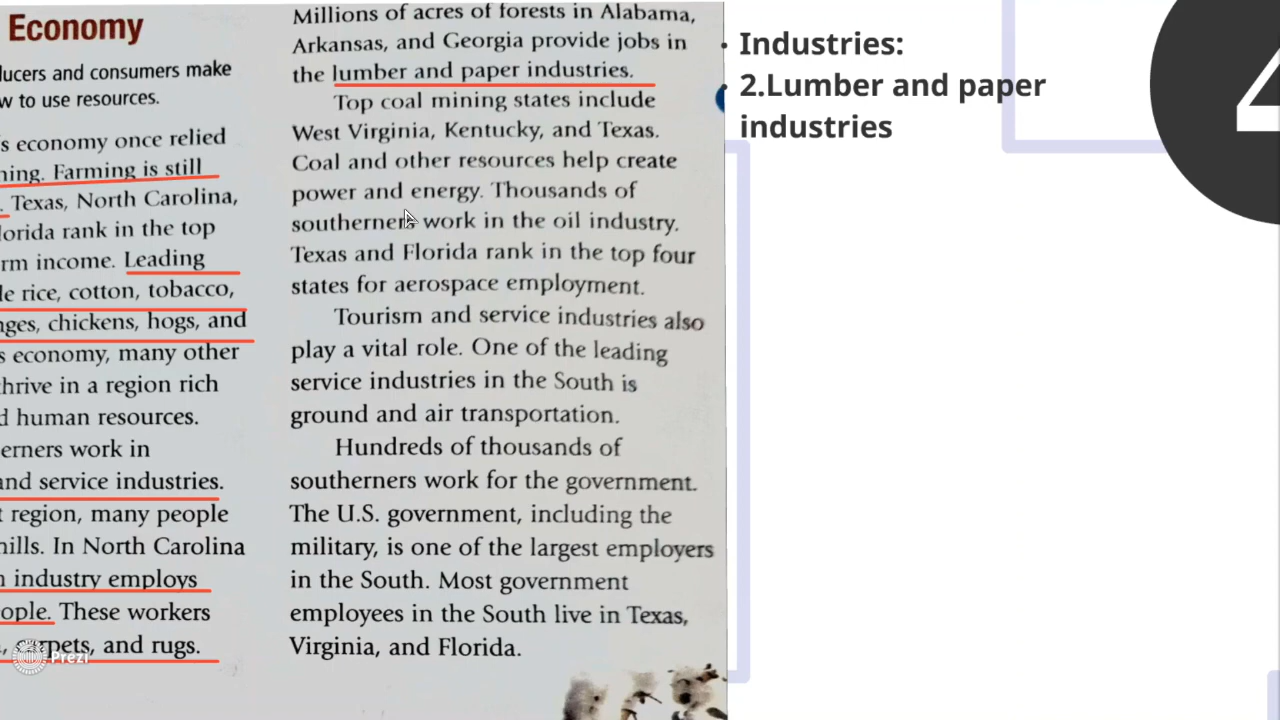 Economy
ducers and consumers make
w to use resources.
s economy once relied
ning. Farming is still
. Texas, North Carolina,
lorida rank in the top
rm income. Leading
le rice, cotton, tobacco,
nges, chickens, hogs, and
s economy, many other
thrive in a region rich
d human resources.
erners work in
and service industries.
t region, many people
nills. In North Carolina
n industry employs
ople. These workers
, carpets, and rugs.
Prezi
Millions of acres of forests in Alabama,
Arkansas, and Georgia provide jobs in
the lumber and paper industries.
Top coal mining states include
West Virginia, Kentucky, and Texas.
Coal and other resources help create
power and energy. Thousands of
southerners work in the oil industry.
Texas and Florida rank in the top four
states for aerospace employment.
Tourism and service industries also
play a vital role. One of the leading
service industries in the South is
ground and air transportation.
Hundreds of thousands of
southerners work for the government.
The U.S. government, including the
military, is one of the largest employers
in the South. Most government
employees in the South live in Texas,
Virginia, and Florida.
• Industries:
• 2.Lumber and paper
industries
4